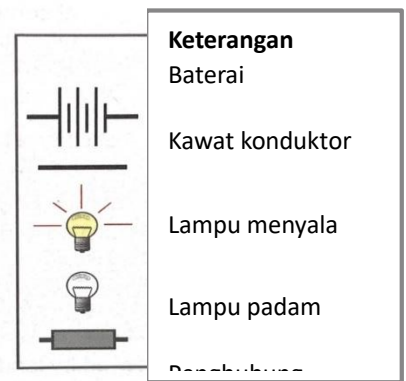 Keterangan
Baterai
Kawat konduktor
Lampu menyala
Lampu padam